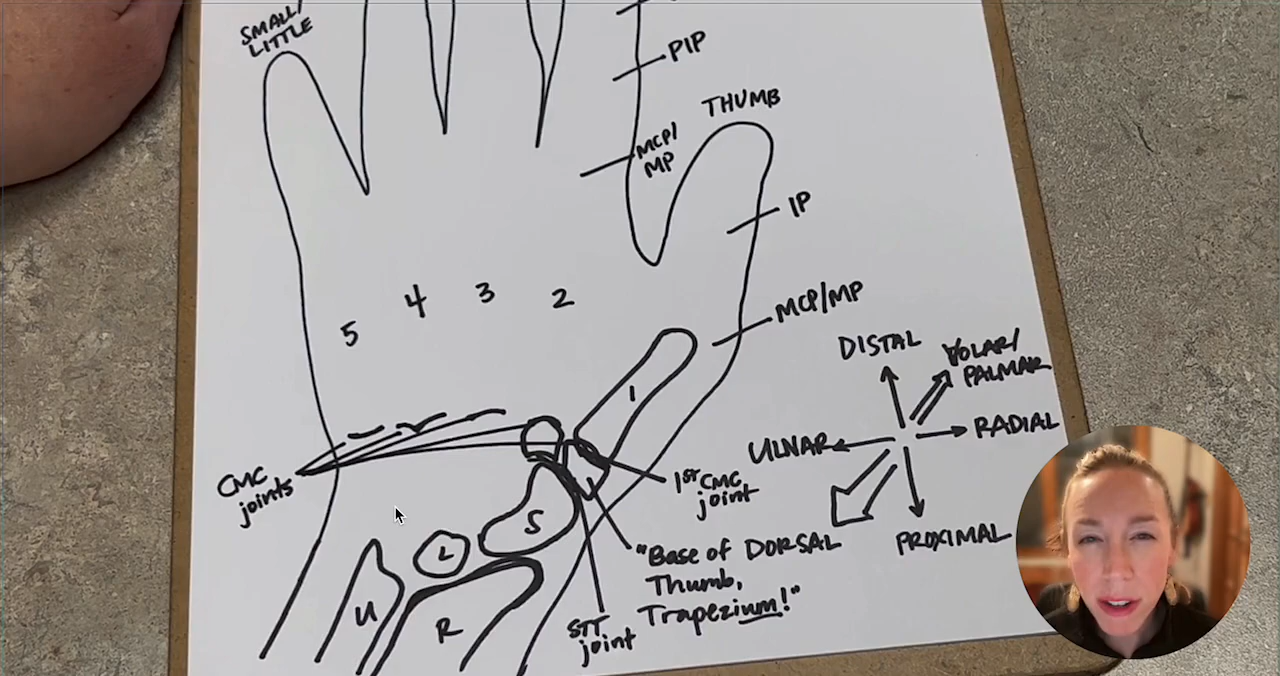 SMALL/
LITTLE
PIP
THUMB
MCP/
MP
IP
5
4
3
2
MCP/MP
1
DISTAL
VOLAR/
PALMAR
RADIAL
ULNAR
CMC
joints
1ST CMC
joint
S
L
U
R
PROXIMAL
"Base of
Thumb,
Trapezium!"
DORSAL
STT
joint